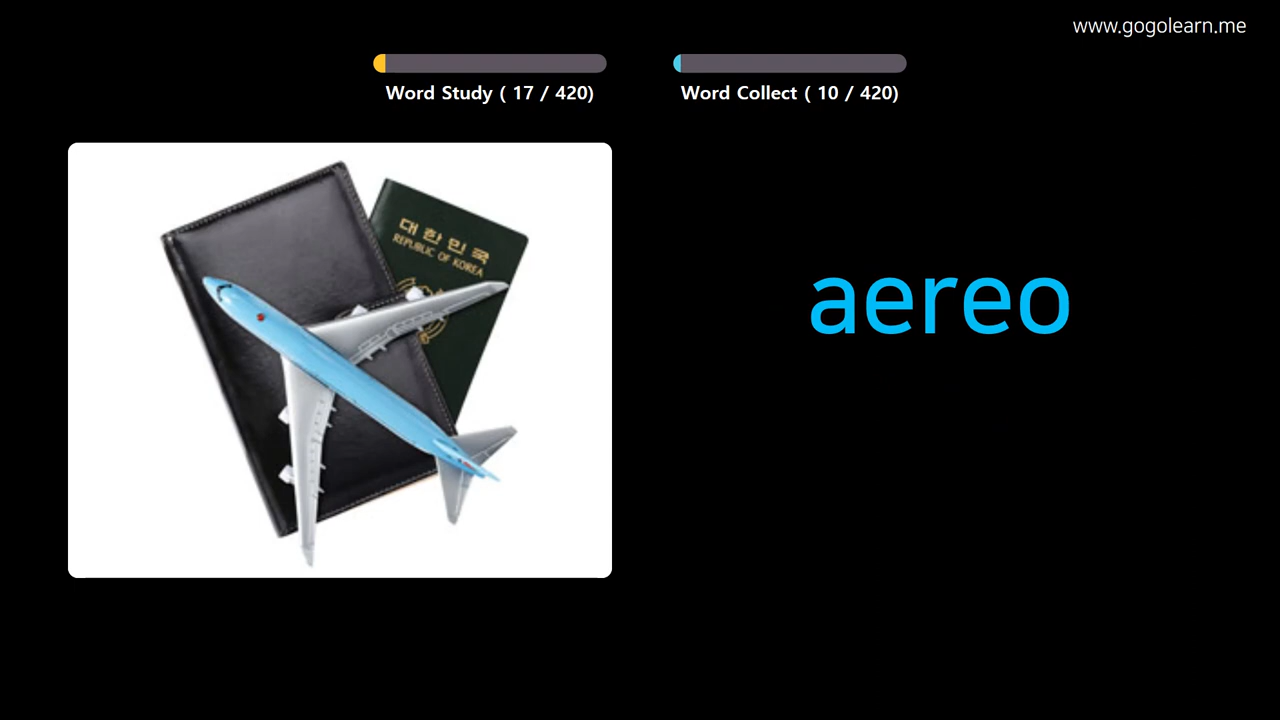 www.gogolearn.me
Word Study ( 17 / 420)
Word Collect ( 10 / 420)
대한민국
REPUBLIC OF KOREA
aereo